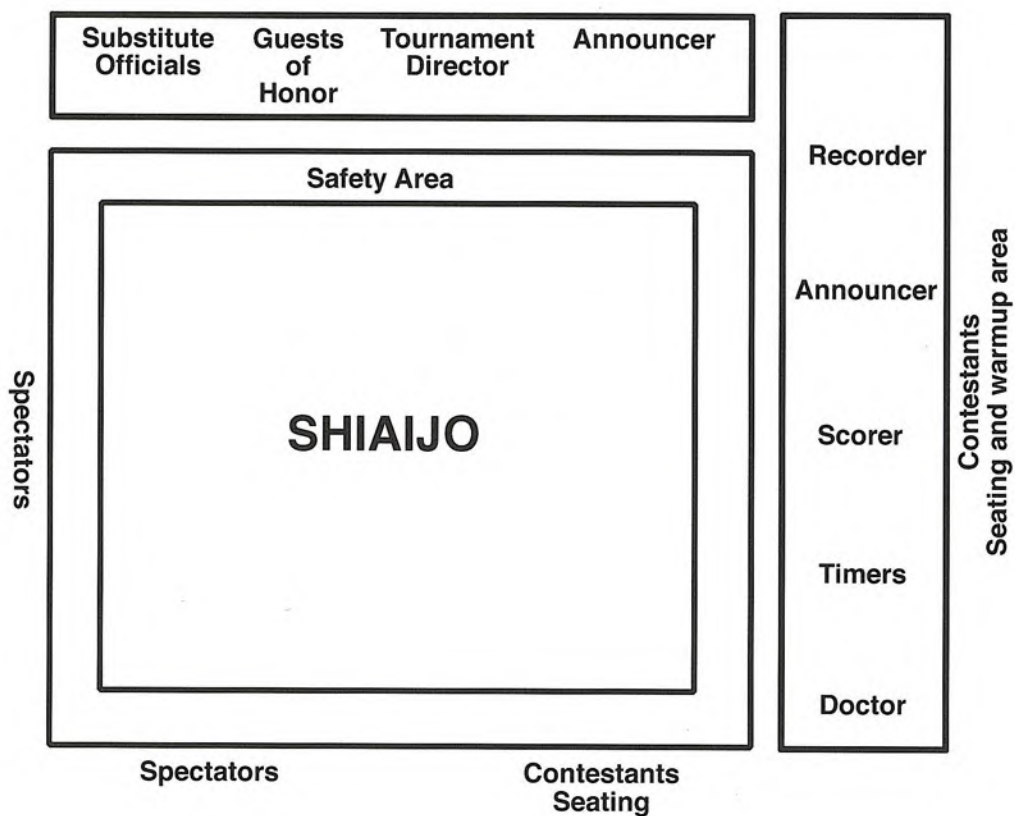 Substitute
Officials
Guests
of
Honor
Tournament
Director
Announcer
Safety Area
SHIAIJO
Spectators
Recorder
Announcer
Scorer
Timers
Doctor
Contestants
Seating and warmup area
Spectators
Contestants
Seating